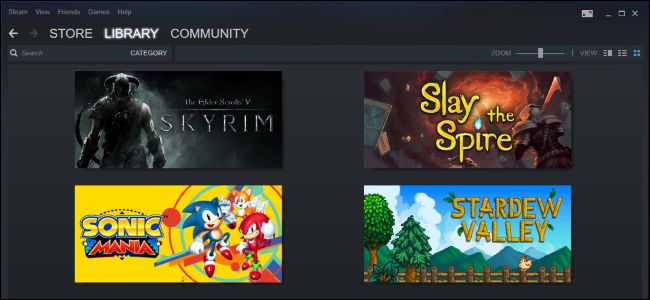 Steam View Friends Games Help
STORE LIBRARY COMMUNITY
Search CATEGORY ZOOM VIEW
The Elder Scrolls V
SKYRIM
Slay
the
Spire
SONIC
MANIA
STARDEW
VALLEY